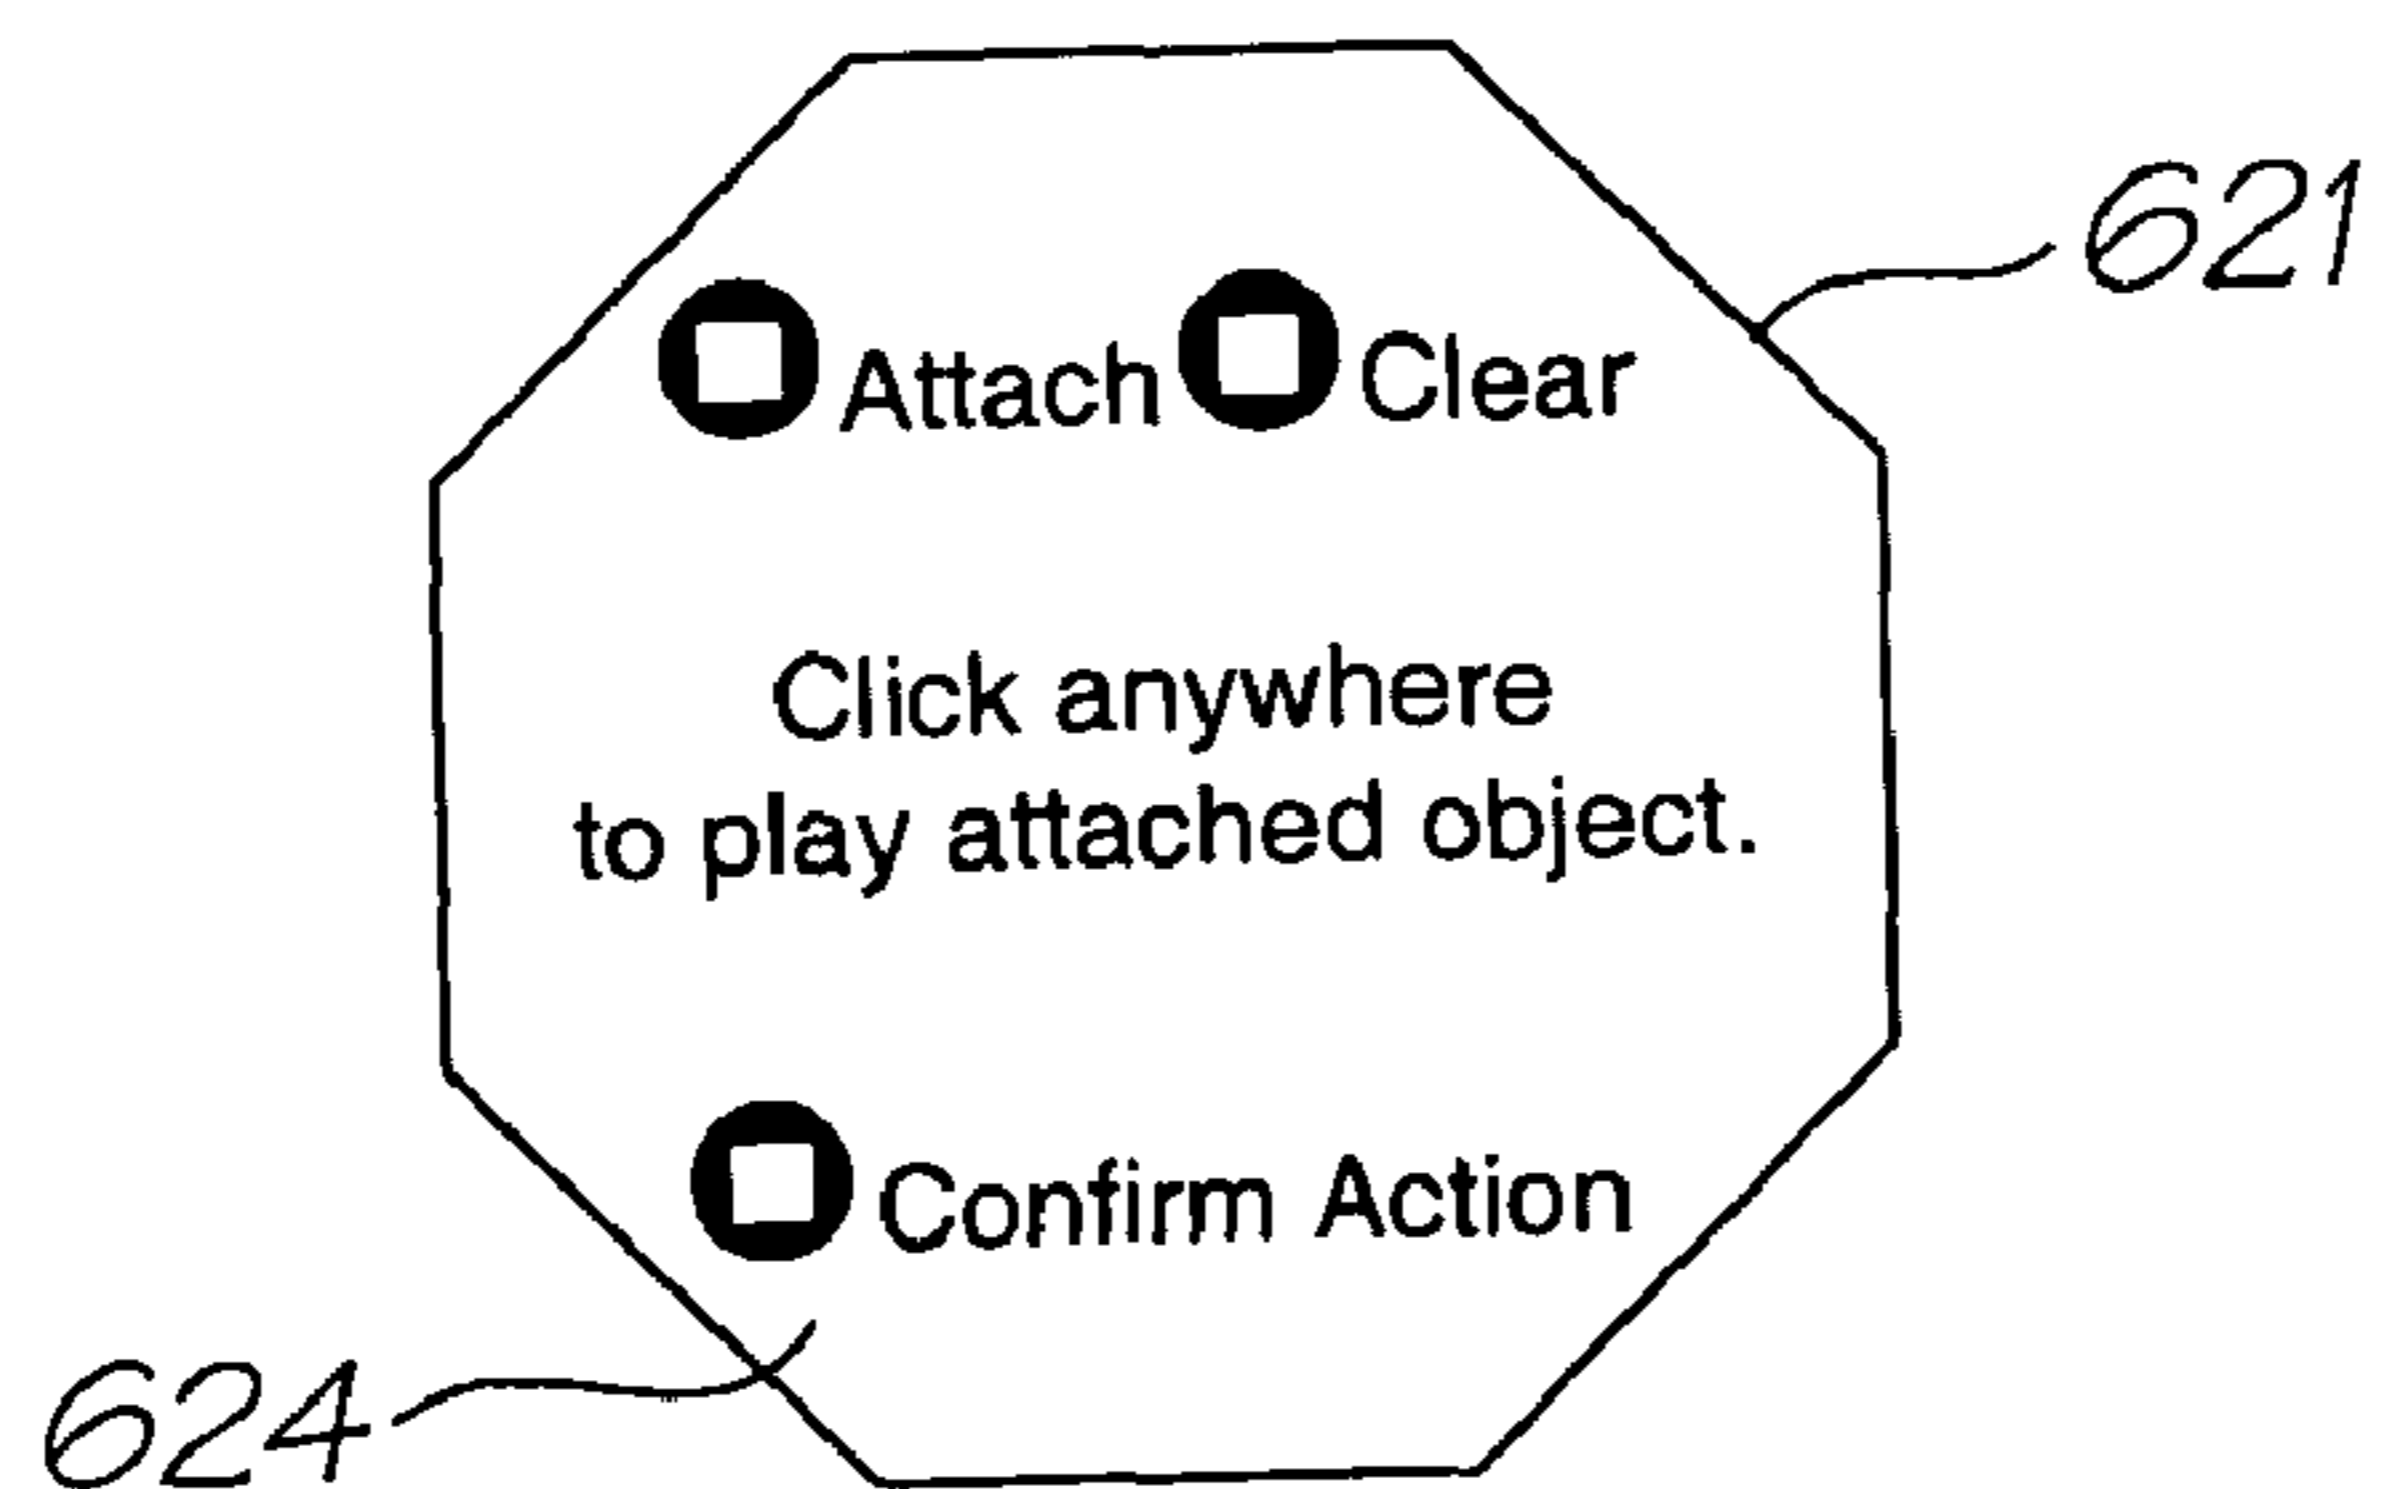 621
Attach Clear
Click anywhere
to play attached object.
Confirm Action
624